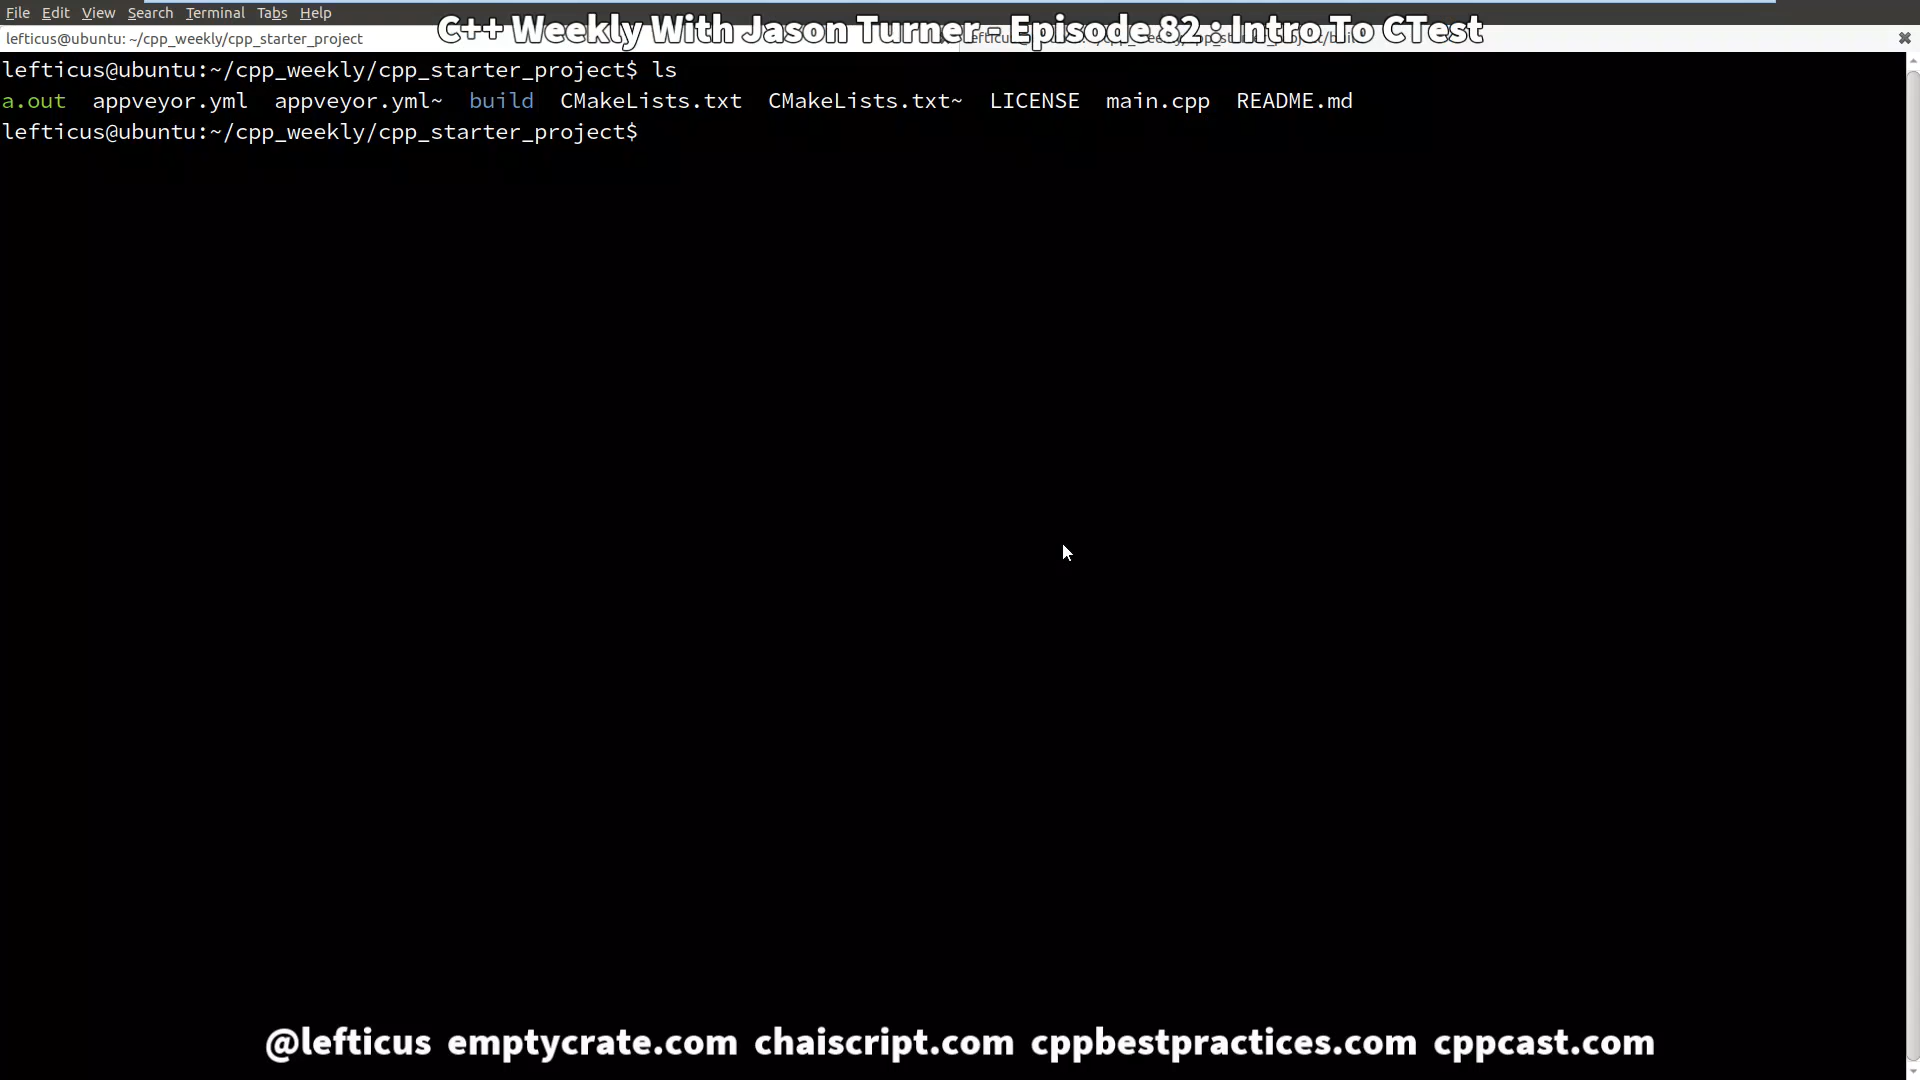 File Edit View Search Terminal Tabs Help
C++ Weekly With Jason Turner - Episode 82 : Intro To CTest
lefticus@ubuntu: ~/cpp_weekly/cpp_starter_project
lefticus@ubuntu:~/cpp_weekly/cpp_starter_project$ ls
a.out appveyor.yml appveyor.yml~ build CMakeLists.txt CMakeLists.txt~ LICENSE main.cpp README.md
lefticus@ubuntu:~/cpp_weekly/cpp_starter_project$
@lefticus emptycrate.com chaiscript.com cppbestpractices.com cppcast.com